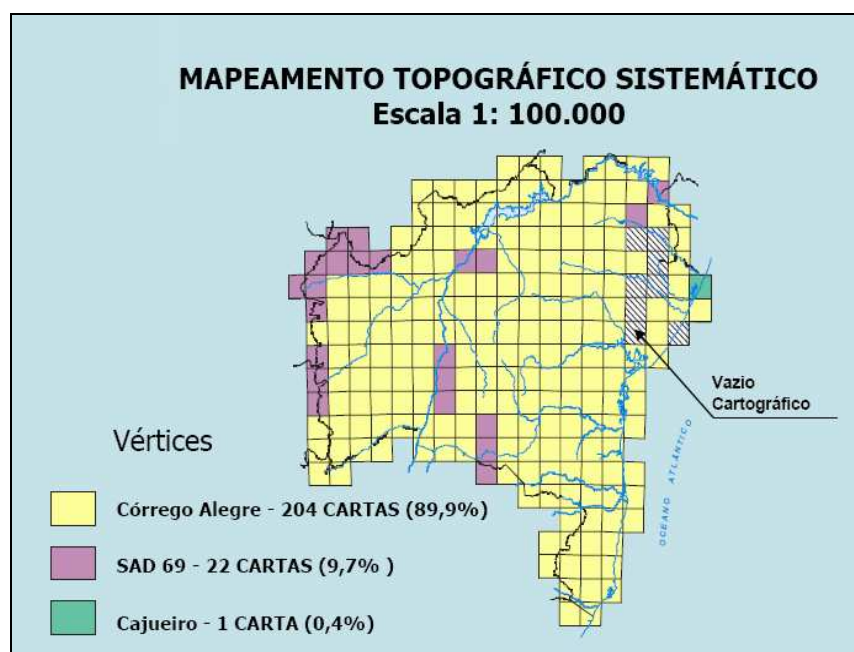 MAPEAMENTO TOPOGRÁFICO SISTEMÁTICO
Escala 1: 100.000
Vazio
Cartográfico
OCEANO ATLÂNTICO
Vértices
Córrego Alegre - 204 CARTAS (89,9%)
SAD 69 - 22 CARTAS (9,7% )
Cajueiro - 1 CARTA (0,4%)